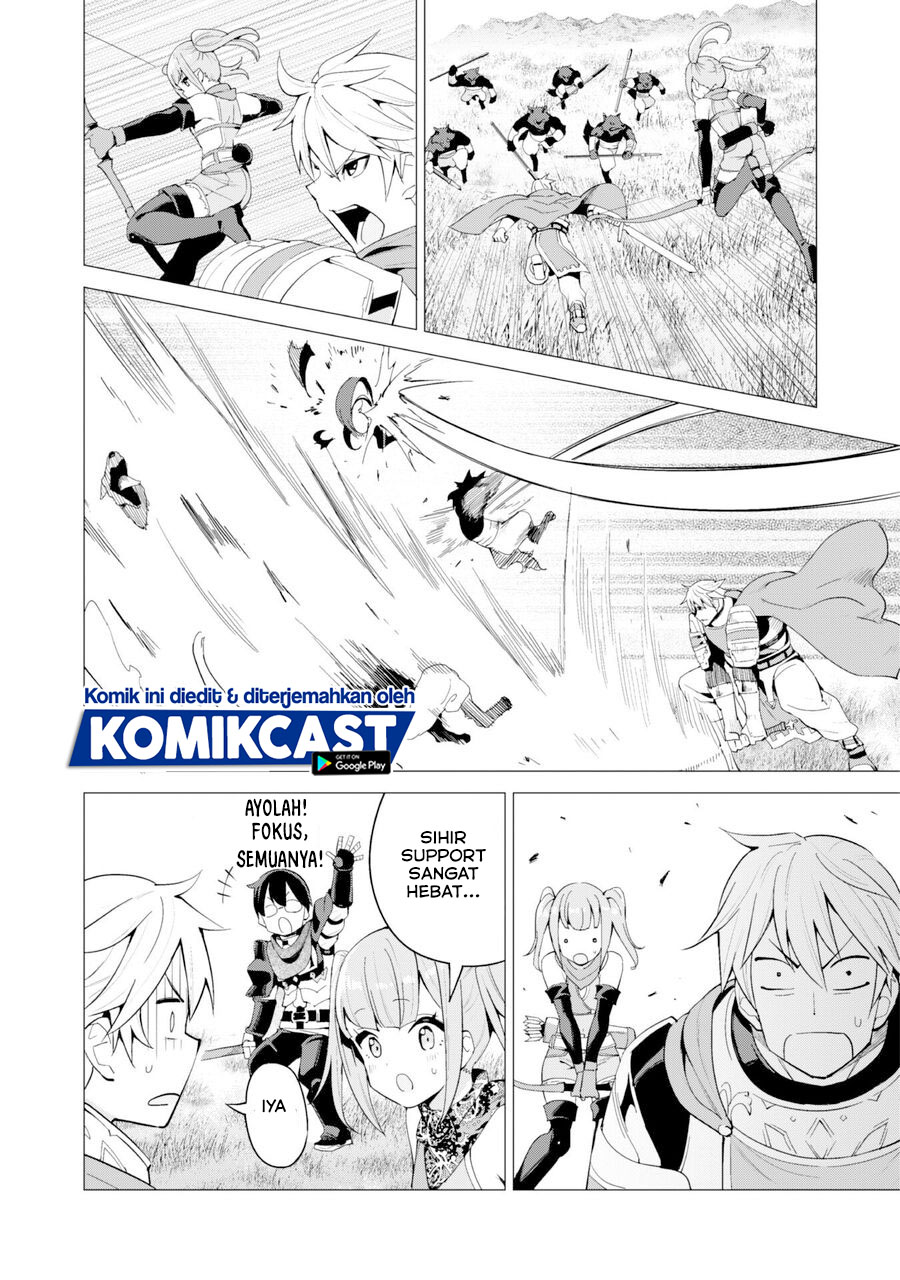 Komik ini diedit & diterjemahkan oleh
KOMIKCAST
GET IT ON
Google Play
SIHIR
SUPPORT
SANGAT
HEBAT...
AYOLAH!
FOKUS,
SEMUANYA!
IYA